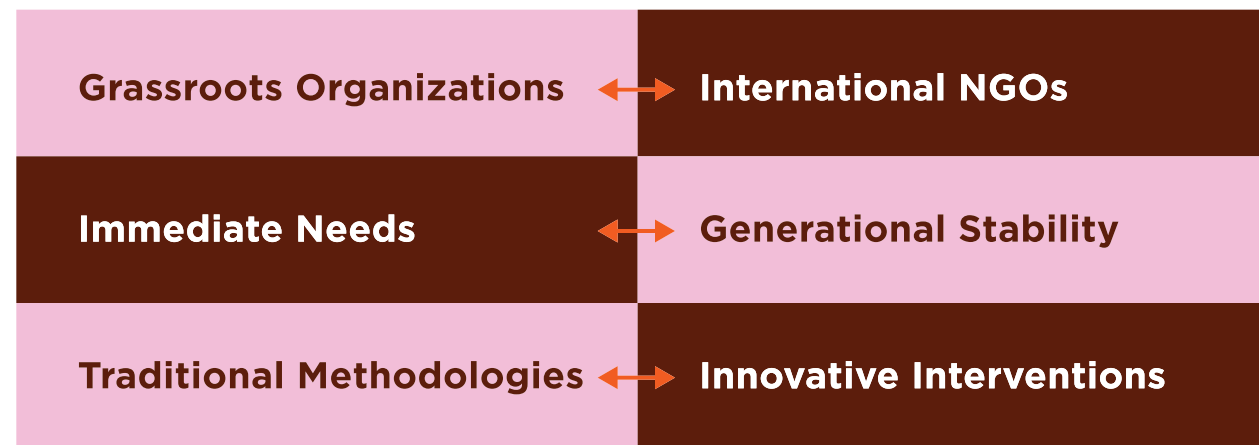 Grassroots Organizations International NGOs
Immediate Needs Generational Stability
Traditional Methodologies Innovative Interventions